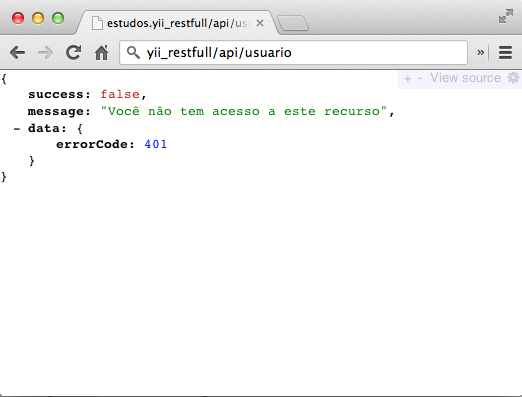 estudos.yii_restfull/api/us
yii_restfull/api/usuario
»
+ - View source
{
success: false,
message: "Você não tem acesso a este recurso",
- data: {
errorCode: 401
}
}